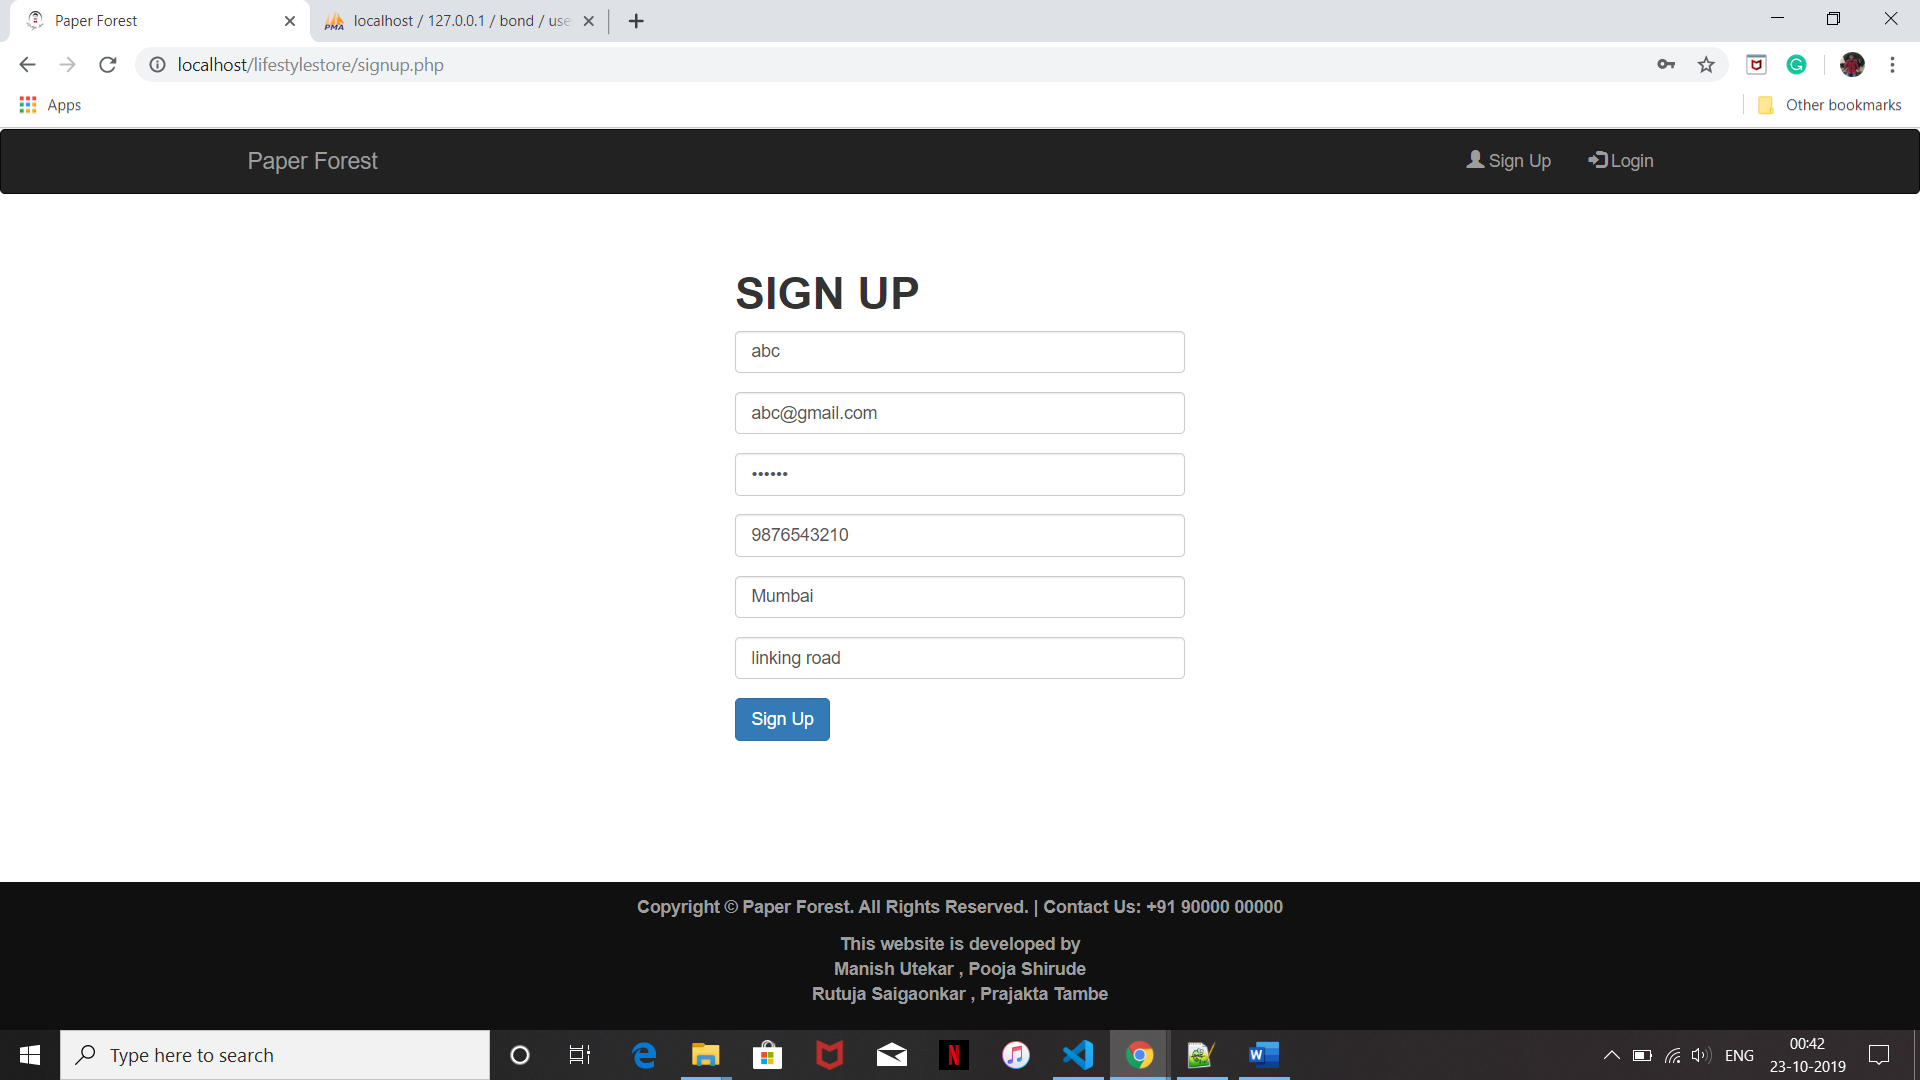 Paper Forest
localhost / 127.0.0.1 / bond / use
localhost/lifestylestore/signup.php
Apps
Other bookmarks
Paper Forest
Sign Up
Login
SIGN UP
abc
abc@gmail.com
••••••
9876543210
Mumbai
linking road
Sign Up
Copyright © Paper Forest. All Rights Reserved. | Contact Us: +91 90000 00000
This website is developed by
Manish Utekar , Pooja Shirude
Rutuja Saigaonkar , Prajakta Tambe
Type here to search
ENG
00:42
23-10-2019